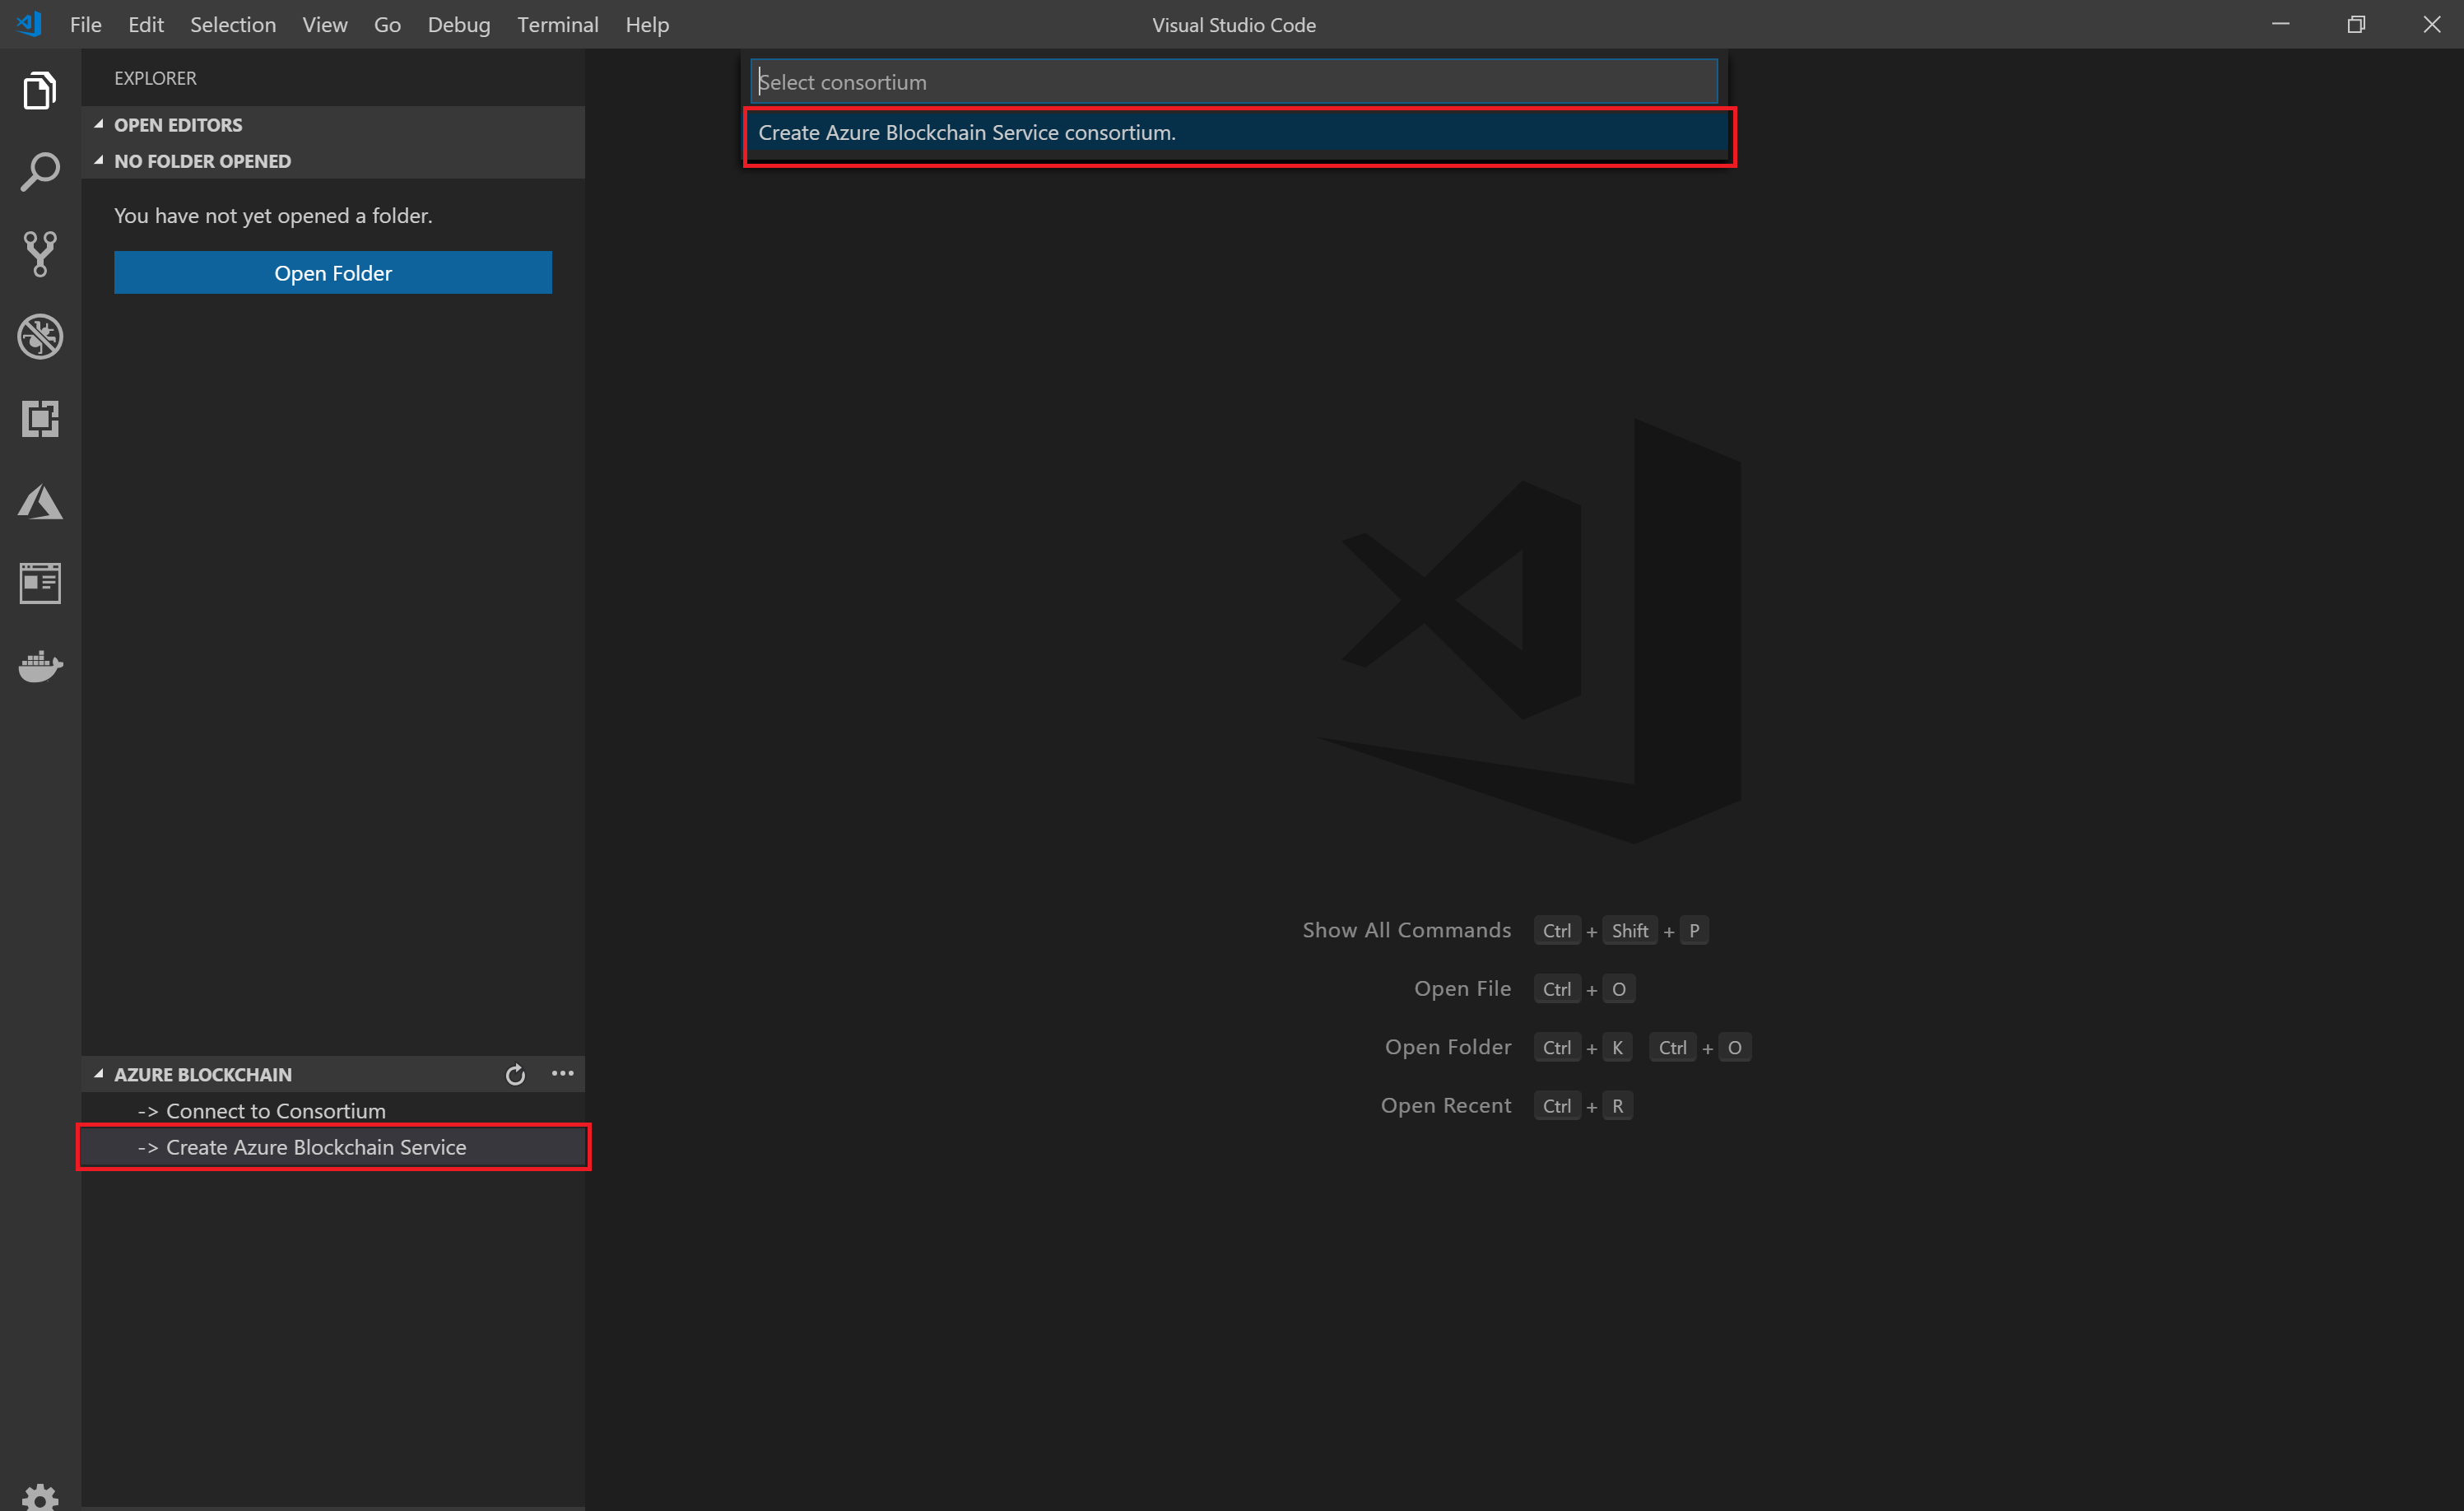 File Edit Selection View Go Debug Terminal Help Visual Studio Code
EXPLORER
OPEN EDITORS
NO FOLDER OPENED
You have not yet opened a folder.
Open Folder
Select consortium
Create Azure Blockchain Service consortium.
Show All Commands Ctrl + Shift + P
Open File Ctrl + O
Open Folder Ctrl + K Ctrl + O
Open Recent Ctrl + R
AZURE BLOCKCHAIN
-> Connect to Consortium
-> Create Azure Blockchain Service